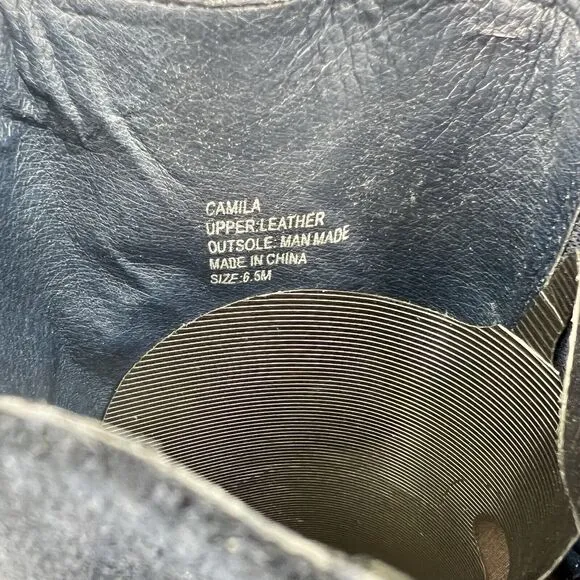 CAMILA
UPPER:LEATHER
OUTSOLE: MAN MADE
MADE IN CHINA
SIZE:6.5M